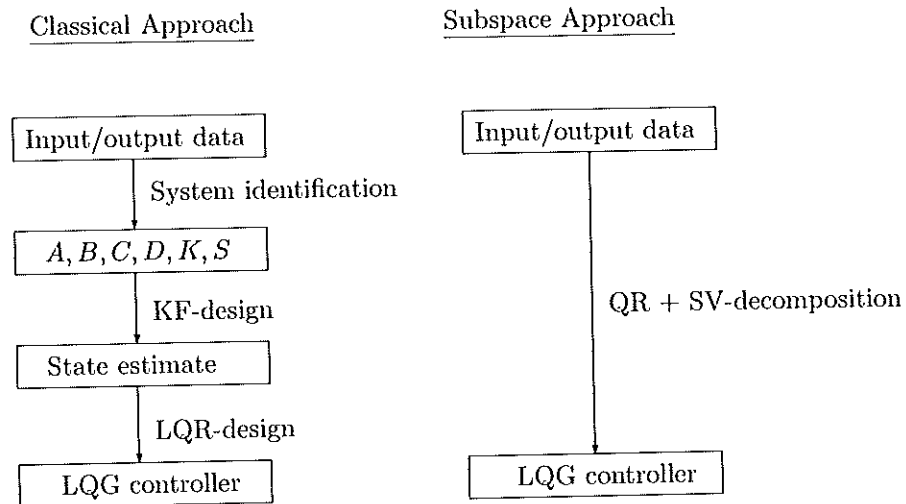 Classical Approach
Input/output data
System identification
A, B, C, D, K, S
KF-design
State estimate
LQR-design
LQG controller
Subspace Approach
Input/output data
QR + SV-decomposition
LQG controller